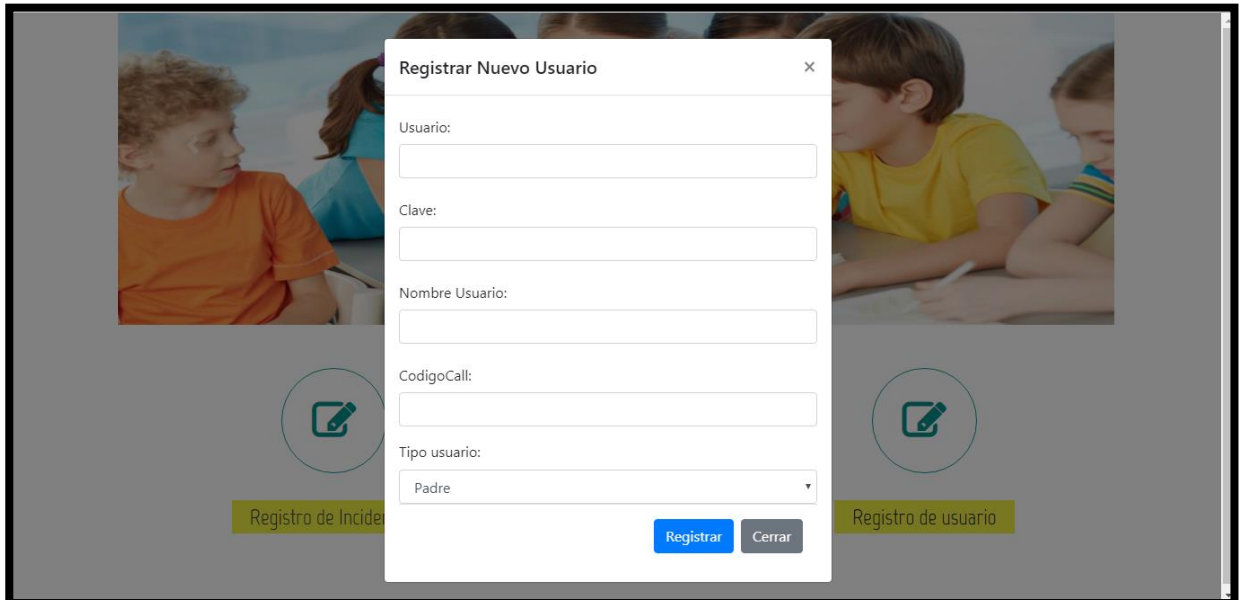 Registrar Nuevo Usuario ×
Usuario:
Clave:
Nombre Usuario:
CodigoCall:
Tipo usuario:
Padre
Registrar Cerrar
Registro de Inciden
Registro de usuario